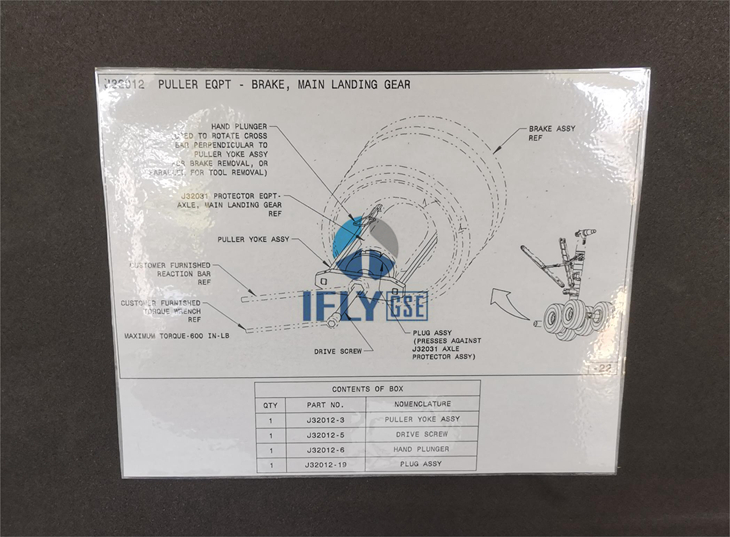 J32012 PULLER EQPT - BRAKE, MAIN LANDING GEAR
HAND PLUNGER
TO ROTATE CROSS
BAR PERPENDICULAR TO
PULLER YOKE ASSY
FOR BRAKE REMOVAL, OR
PARALLEL FOR TOOL REMOVAL)
BRAKE ASSY
REF
J32031 PROTECTOR EQPT-
AXLE, MAIN LANDING GEAR
REF
PULLER YOKE ASSY
CUSTOMER FURNISHED
REACTION BAR
REF
CUSTOMER FURNISHED
TORQUE WRENCH
REF
MAXIMUM TORQUE-600 IN-LB
IFLY GSE
DRIVE SCREW
PLUG ASSY
(PRESSES AGAINST
J32031 AXLE
PROTECTOR ASSY)
-22
CONTENTS OF BOX
QTY PART NO. NOMENCLATURE
1 J32012-3 PULLER YOKE ASSY
1 J32012-5 DRIVE SCREW
1 J32012-6 HAND PLUNGER
1 J32012-19 PLUG ASSY